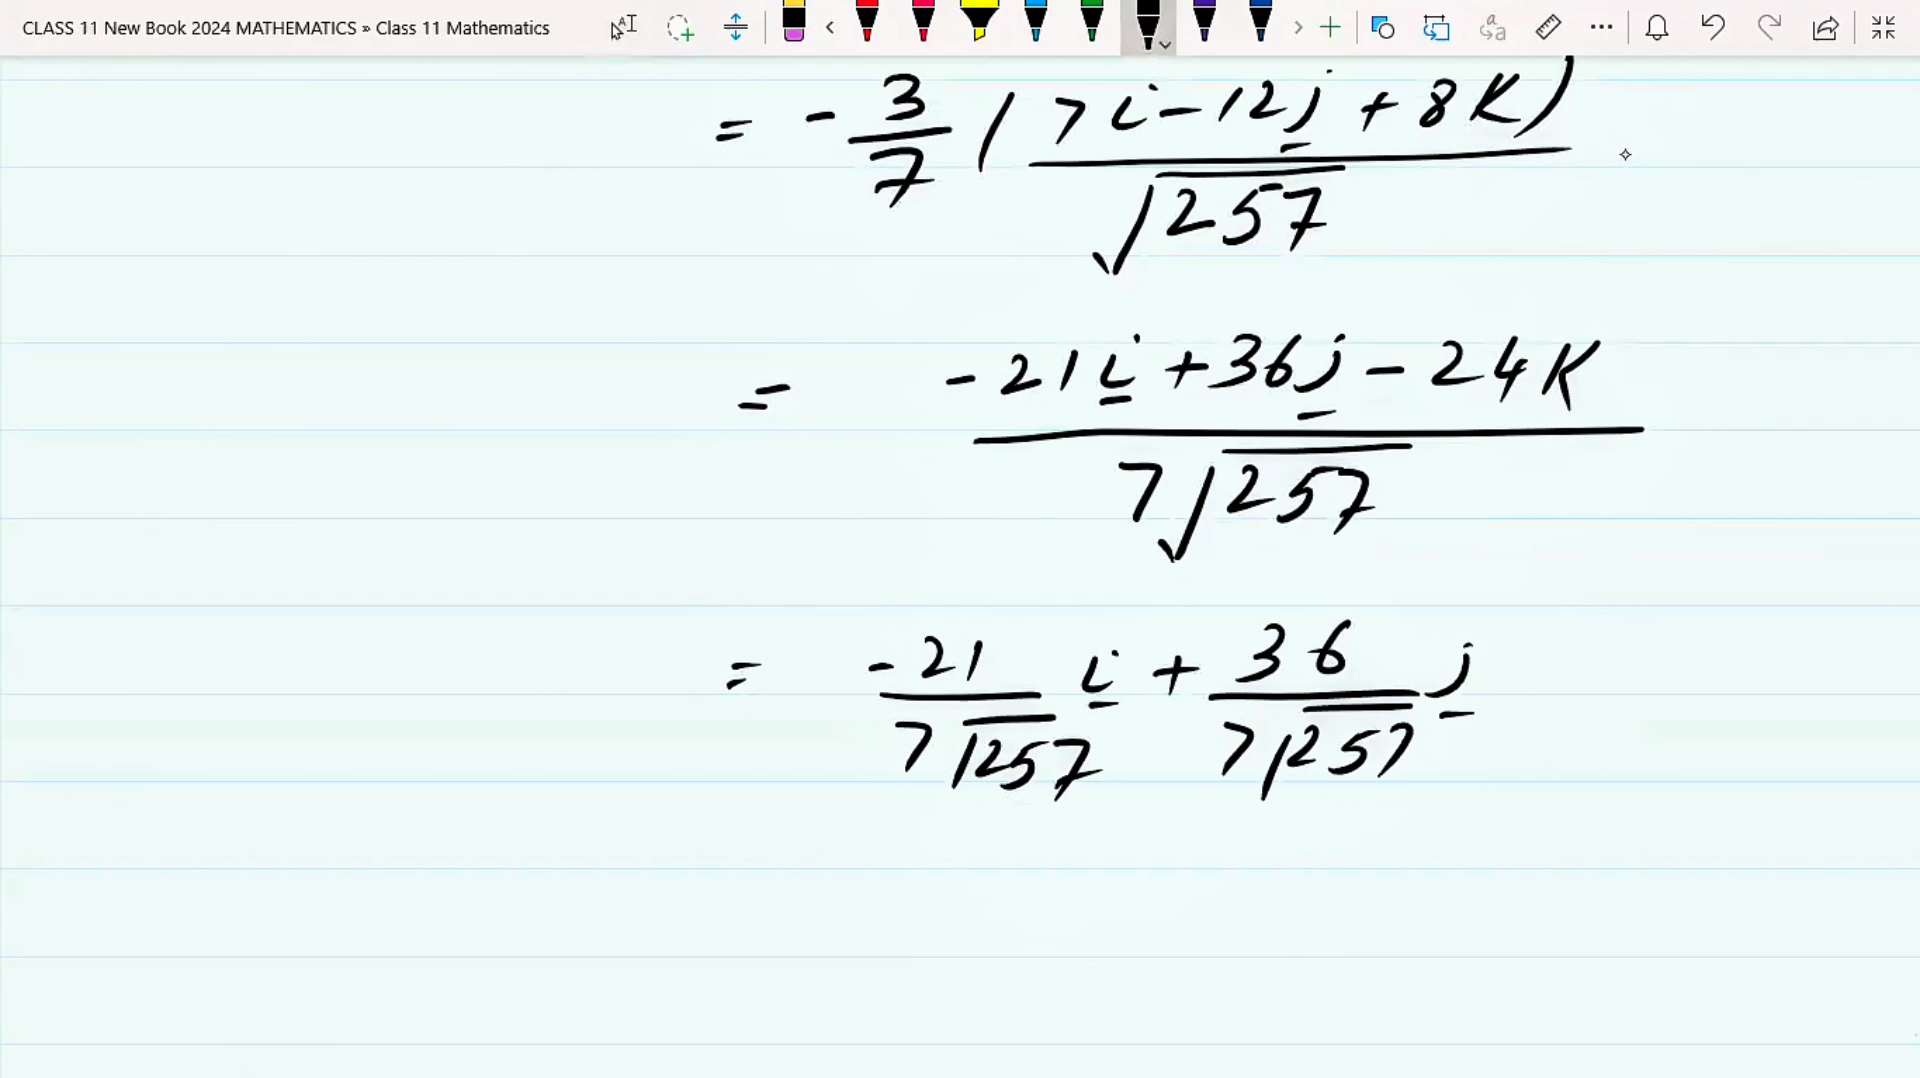 CLASS 11 New Book 2024 MATHEMATICS » Class 11 Mathematics
= - 3/7 ( 7i - 12j + 8K ) / √257
= -21i + 36j - 24K / 7√257
= -21 / 7√257 i + 36 / 7√257 j